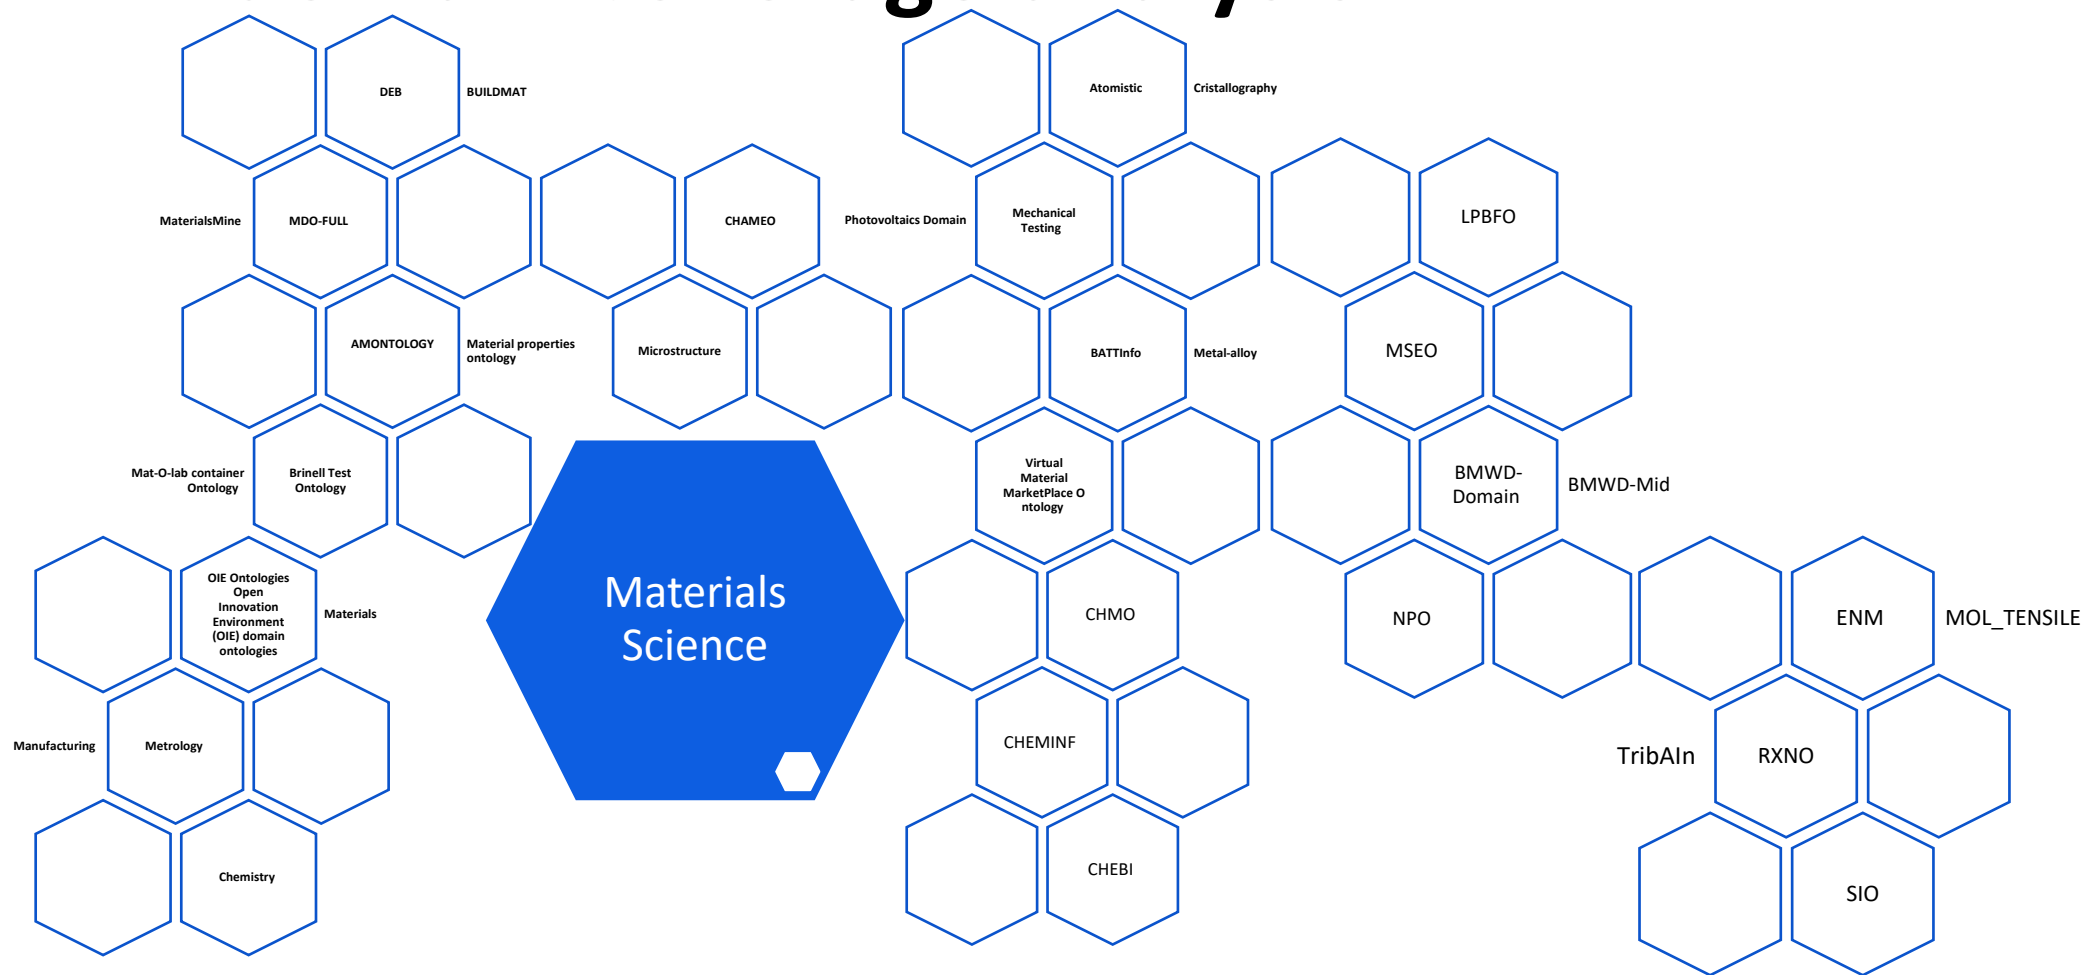 DEB
BUILDMAT
MaterialsMine
MDO-FULL
CHAMEO
AMONTOLOGY
Material properties
ontology
Microstructure
Mat-O-lab container
Ontology
Brinell Test
Ontology
OIE Ontologies
Open
Innovation
Environment
(OIE) domain
ontologies
Materials
Manufacturing
Metrology
Chemistry
Materials
Science
Atomistic
Cristallography
Photovoltaics Domain
Mechanical
Testing
BATTInfo
Metal-alloy
Virtual
Material
MarketPlace O
ntology
CHMO
CHEMINF
CHEBI
LPBFO
MSEO
BMWD-
Domain
BMWD-Mid
NPO
ENM
MOL_TENSILE
TribAIn
RXNO
SIO